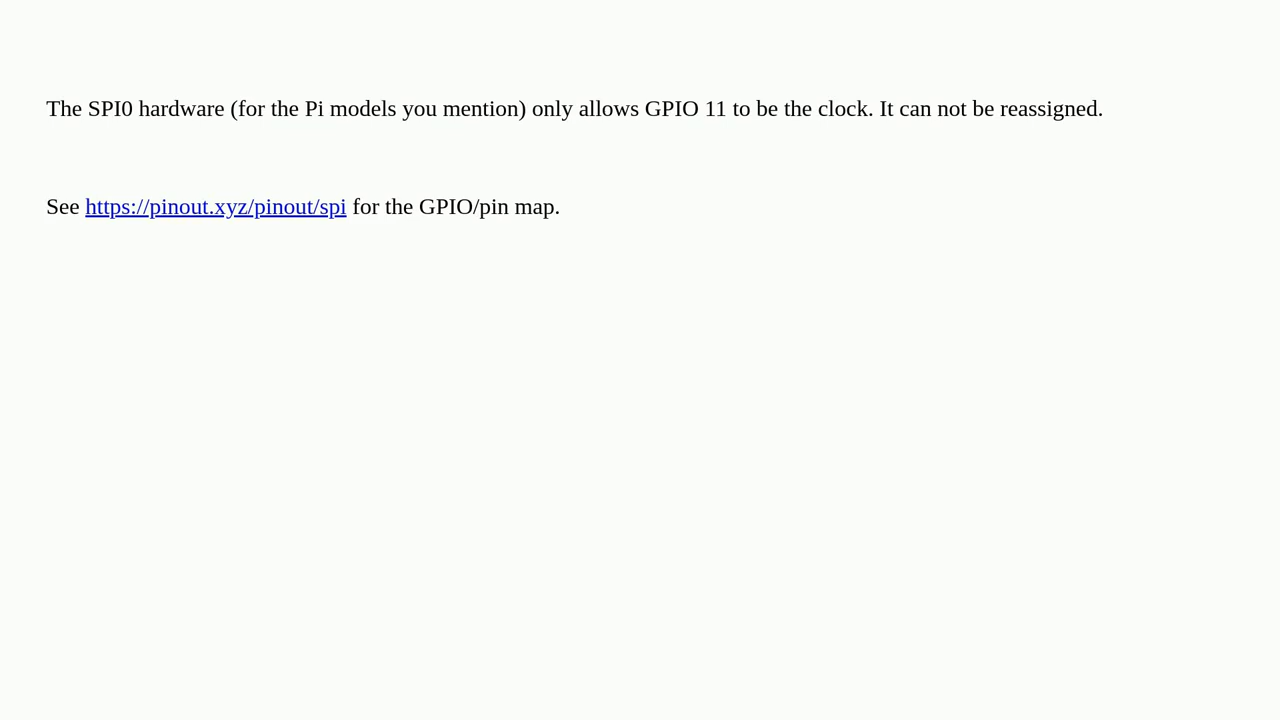 The SPI0 hardware (for the Pi models you mention) only allows GPIO 11 to be the clock. It can not be reassigned.
See https://pinout.xyz/pinout/spi for the GPIO/pin map.